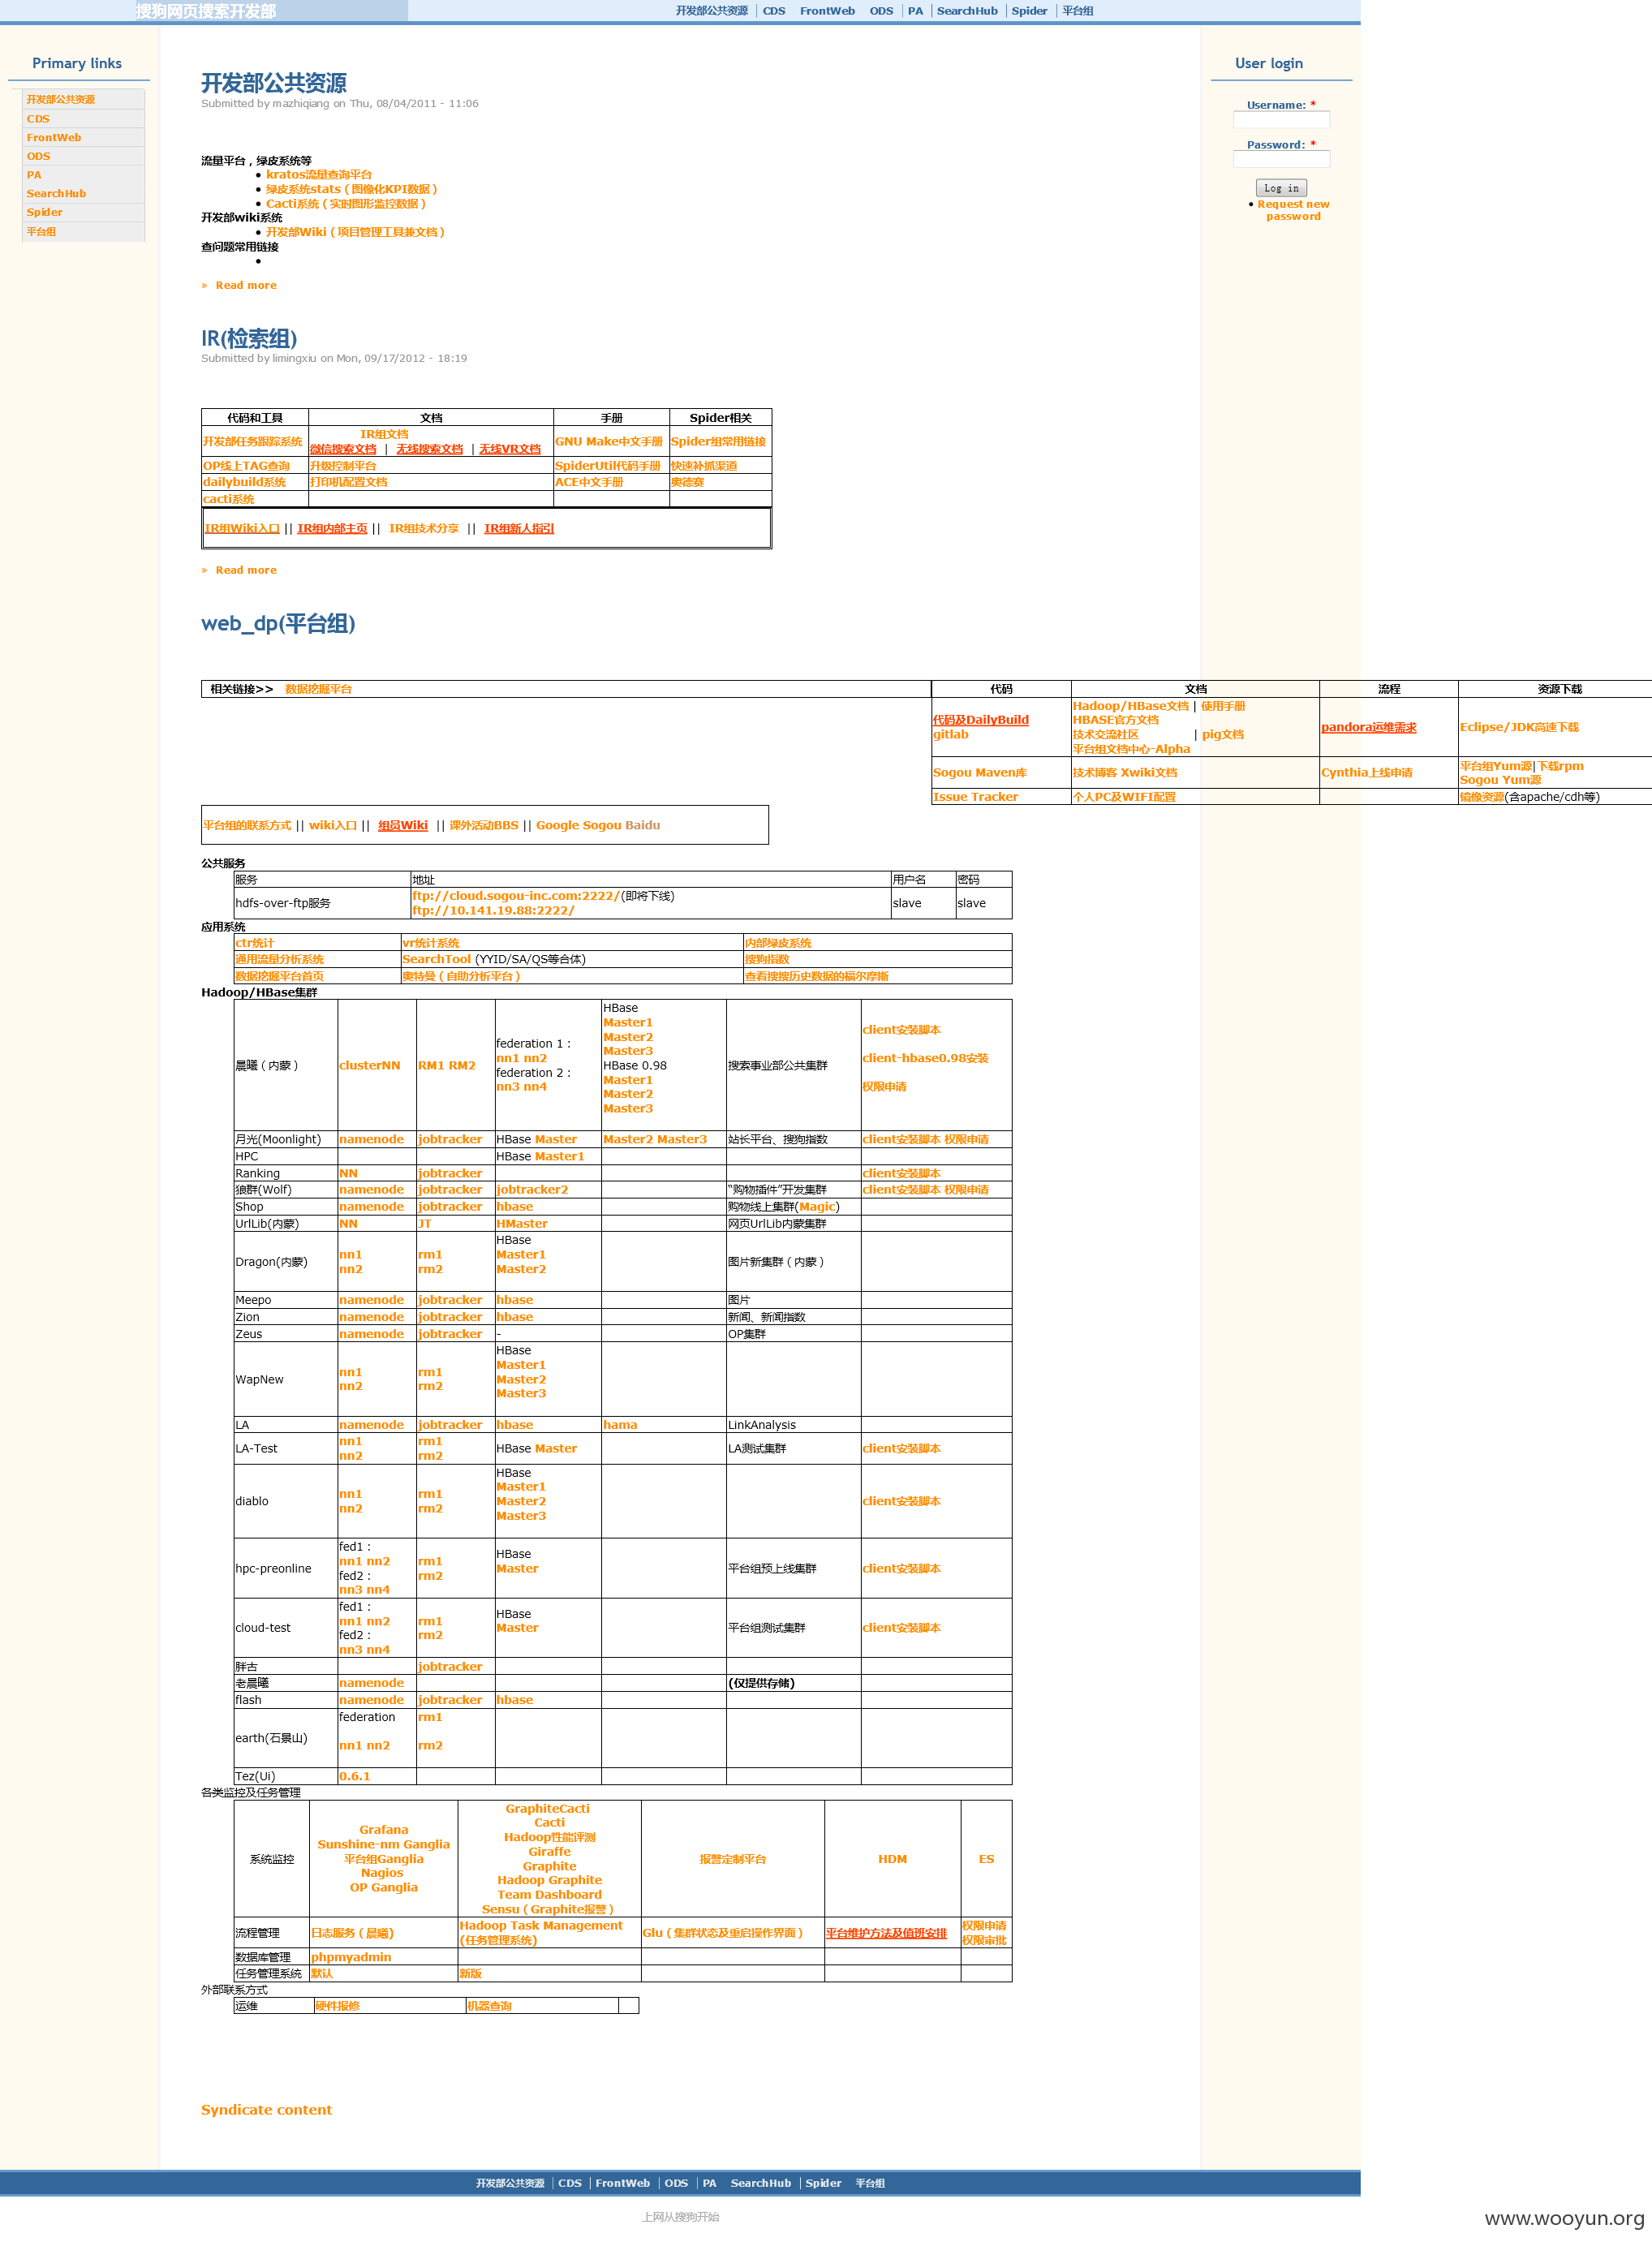 搜狗网页搜索开发部
开发部公共资源 CDS FrontWeb ODS PA SearchHub Spider 平台组
Primary links
开发部公共资源
CDS
FrontWeb
ODS
PA
SearchHub
Spider
平台组
User login
Username: *
Password: *
Log in
Request new
password
开发部公共资源
Submitted by mazhiqiang on Thu, 08/04/2011 - 11:06
流量平台，绿皮系统等
kratos流量查询平台
绿皮系统stats（图像化KPI数据）
Cacti系统（实时图形监控数据）
开发部wiki系统
开发部Wiki（项目管理工具兼文档）
查问题常用链接
» Read more
IR(检索组)
Submitted by limingxiu on Mon, 09/17/2012 - 18:19
代码和工具 文档 手册 Spider相关
开发部任务跟踪系统 IR组文档 GNU Make中文手册 Spider组常用链接
微信搜索文档 | 无线搜索文档 | 无线VR文档
OP线上TAG查询 升级控制平台 SpiderUtil代码手册 快速补抓渠道
dailybuild系统 打印机配置文档 ACE中文手册 奥德赛
cacti系统
IR组Wiki入口 || IR组内部主页 || IR组技术分享 || IR组新人指引
» Read more
web_dp(平台组)
相关链接>> 数据挖掘平台 代码 文档 流程 资源下载
代码及DailyBuild
gitlab
Hadoop/HBase文档 | 使用手册
HBASE官方文档
技术交流社区 | pig文档
平台组文档中心-Alpha
pandora运维需求
Eclipse/JDK高速下载
Sogou Maven库 技术博客 Xwiki文档 Cynthia上线申请 平台组Yum源|下载rpm
Sogou Yum源
Issue Tracker 个人PC及WIFI配置 镜像资源(含apache/cdh等)
平台组的联系方式 || wiki入口 || 组员Wiki || 课外活动BBS || Google Sogou Baidu
公共服务
服务 地址 用户名 密码
hdfs-over-ftp服务 ftp://cloud.sogou-inc.com:2222/(即将下线) slave slave
ftp://10.141.19.88:2222/
应用系统
ctr统计 vr统计系统 内部绿皮系统
通用流量分析系统 SearchTool (YYID/SA/QS等合体) 搜狗指数
数据挖掘平台首页 奥特曼（自助分析平台） 查看搜搜历史数据的福尔摩斯
Hadoop/HBase集群
晨曦（内蒙） clusterNN RM1 RM2
federation 1：
nn1 nn2
federation 2：
nn3 nn4
HBase
Master1
Master2
Master3
HBase 0.98
Master1
Master2
Master3
搜索事业部公共集群
client安装脚本
client-hbase0.98安装
权限申请
月光(Moonlight) namenode jobtracker HBase Master Master2 Master3 站长平台、搜狗指数 client安装脚本 权限申请
HPC HBase Master1
Ranking NN jobtracker client安装脚本
狼群(Wolf) namenode jobtracker jobtracker2 “购物插件”开发集群 client安装脚本 权限申请
Shop namenode jobtracker hbase 购物线上集群(Magic)
UrlLib(内蒙) NN JT HMaster 网页UrlLib内蒙集群
Dragon(内蒙)
nn1
nn2
rm1
rm2
HBase
Master1
Master2
图片新集群（内蒙）
Meepo namenode jobtracker hbase 图片
Zion namenode jobtracker hbase 新闻、新闻指数
Zeus namenode jobtracker - OP集群
WapNew
nn1
nn2
rm1
rm2
HBase
Master1
Master2
Master3
LA namenode jobtracker hbase hama LinkAnalysis
LA-Test
nn1
nn2
rm1
rm2
HBase Master LA测试集群 client安装脚本
diablo
nn1
nn2
rm1
rm2
HBase
Master1
Master2
Master3
client安装脚本
hpc-preonline
fed1：
nn1 nn2
fed2：
nn3 nn4
rm1
rm2
HBase
Master
平台组预上线集群 client安装脚本
cloud-test
fed1：
nn1 nn2
fed2：
nn3 nn4
rm1
rm2
HBase
Master
平台组测试集群 client安装脚本
胖古 jobtracker
老晨曦 namenode (仅提供存储)
flash namenode jobtracker hbase
earth(石景山)
federation
nn1 nn2
rm1
rm2
Tez(Ui) 0.6.1
各类监控及任务管理
系统监控
Grafana
Sunshine-nm Ganglia
平台组Ganglia
Nagios
OP Ganglia
GraphiteCacti
Cacti
Hadoop性能评测
Giraffe
Graphite
Hadoop Graphite
Team Dashboard
Sensu（Graphite报警）
报警定制平台 HDM ES
流程管理 日志服务（晨曦) Hadoop Task Management
(任务管理系统)
Glu（集群状态及重启操作界面） 平台维护方法及值班安排 权限申请
权限审批
数据库管理 phpmyadmin
任务管理系统 默认 新版
外部联系方式
运维 硬件报修 机器查询
Syndicate content
开发部公共资源 CDS FrontWeb ODS PA SearchHub Spider 平台组
上网从搜狗开始
www.wooyun.org